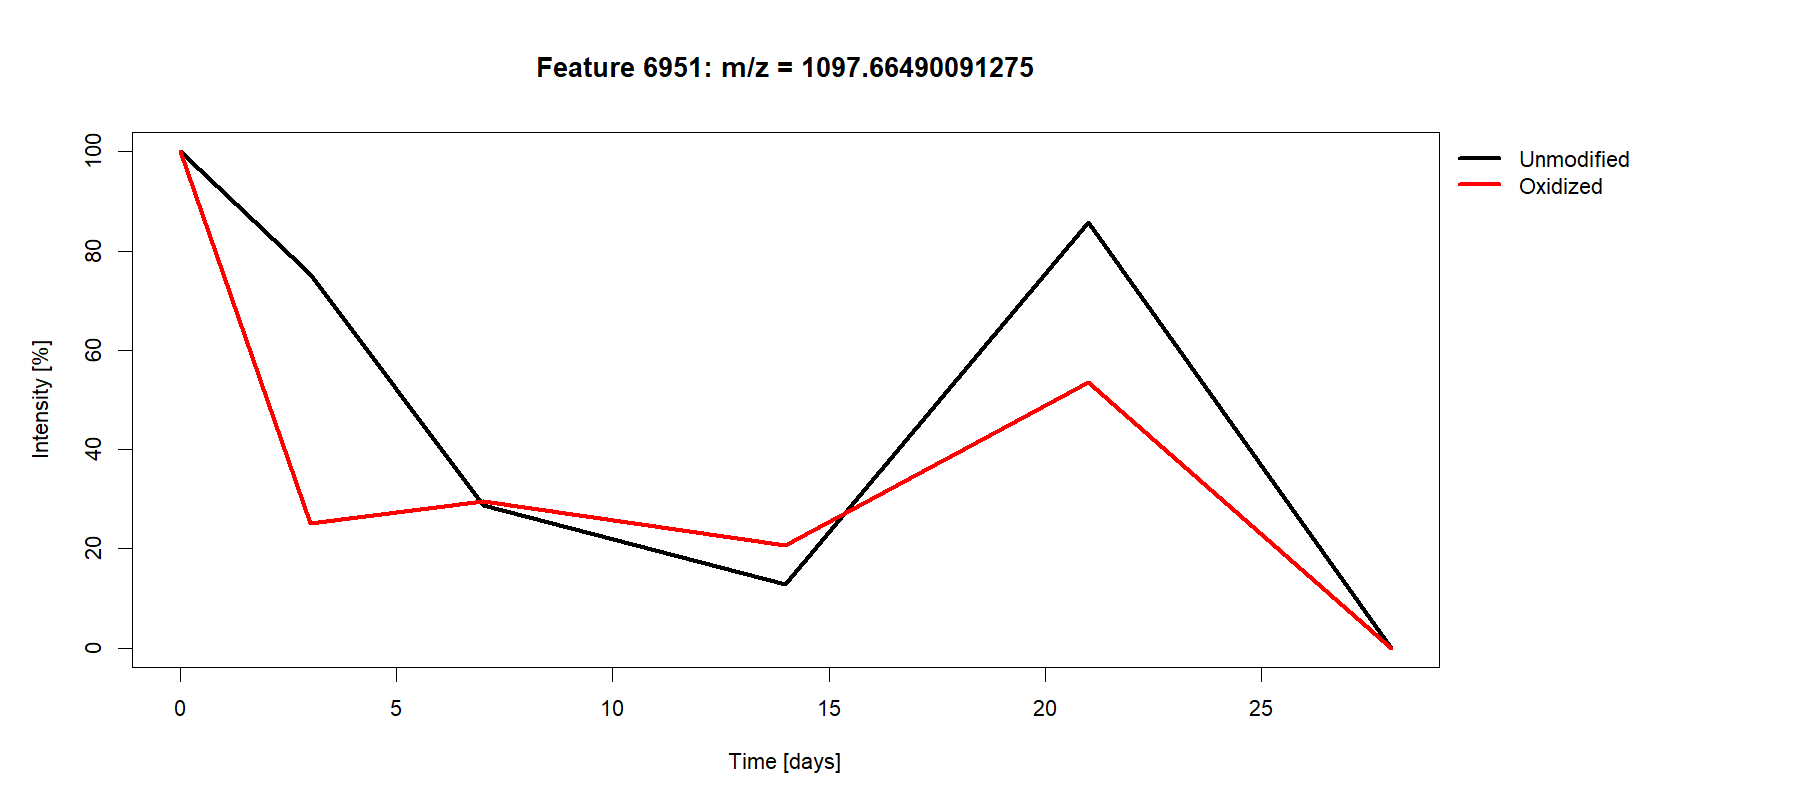 Feature 6951: m/z = 1097.66490091275
Unmodified
Oxidized
Intensity [%]
100
80
60
40
20
0
0 5 10 15 20 25
Time [days]